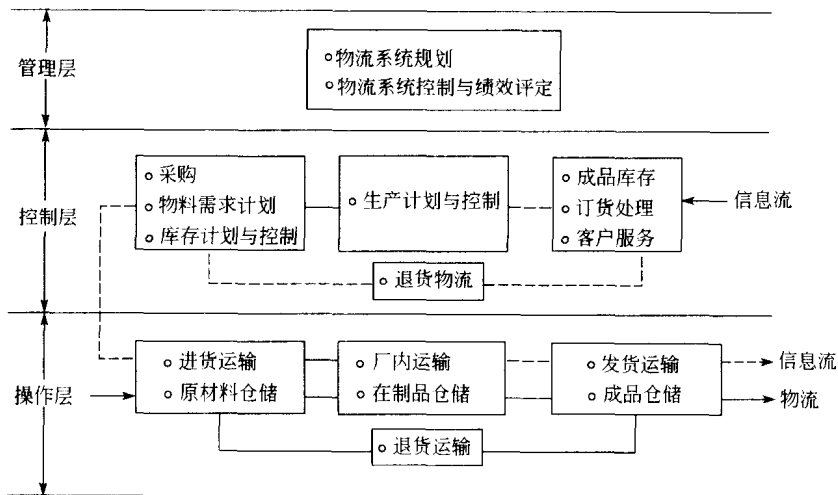 管理层
物流系统规划
物流系统控制与绩效评定
控制层
采购
物料需求计划
库存计划与控制
生产计划与控制
成品库存
订货处理
客户服务
信息流
退货物流
操作层
进货运输
原材料仓储
厂内运输
在制品仓储
发货运输
成品仓储
信息流
物流
退货运输